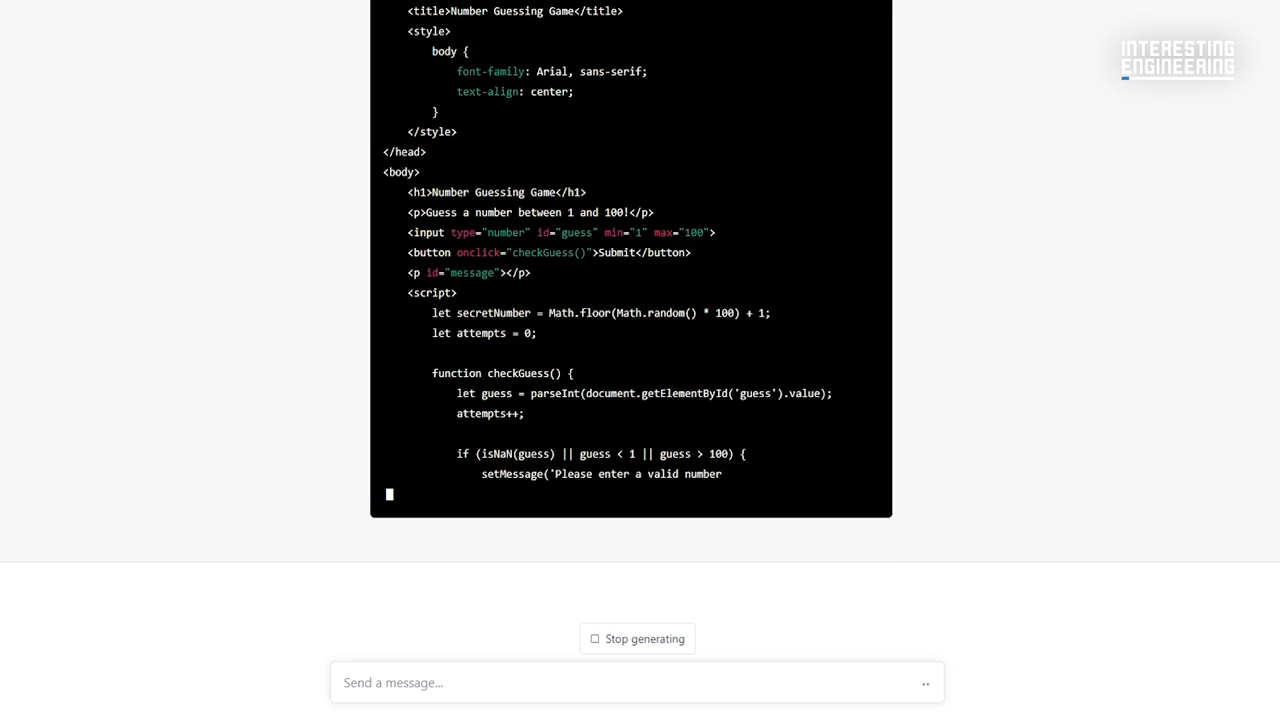 <title>Number Guessing Game</title>
<style>
body {
font-family: Arial, sans-serif;
text-align: center;
}
</style>
</head>
<body>
<h1>Number Guessing Game</h1>
<p>Guess a number between 1 and 100!</p>
<input type="number" id="guess" min="1" max="100">
<button onclick="checkGuess()">Submit</button>
<p id="message"></p>
<script>
let secretNumber = Math.floor(Math.random() * 100) + 1;
let attempts = 0;
function checkGuess() {
let guess = parseInt(document.getElementById('guess').value);
attempts++;
if (isNaN(guess) || guess < 1 || guess > 100) {
setMessage('Please enter a valid number
Stop generating
Send a message...
INTERESTING
ENGINEERING